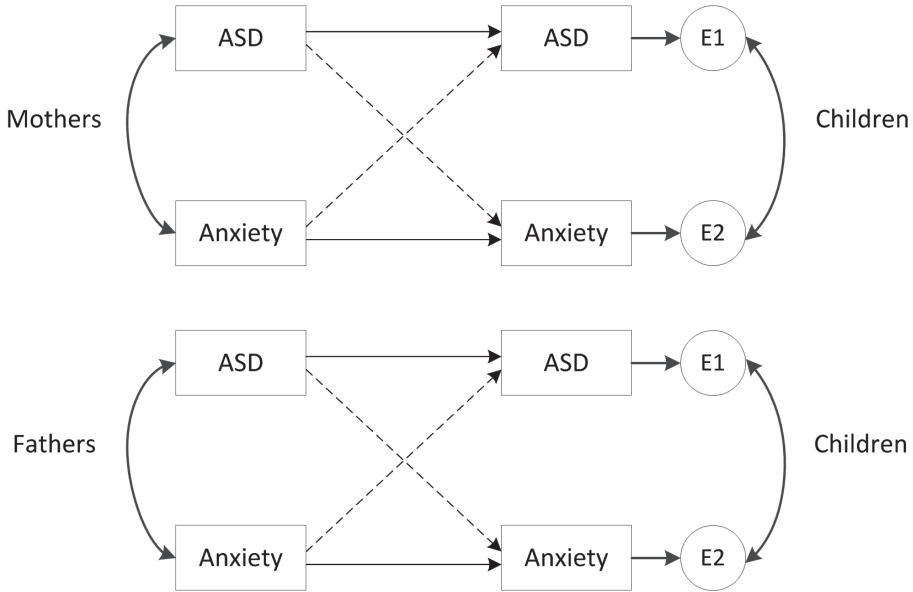 ASD
ASD
E1
Mothers
Children
Anxiety
Anxiety
E2
ASD
ASD
E1
Fathers
Children
Anxiety
Anxiety
E2